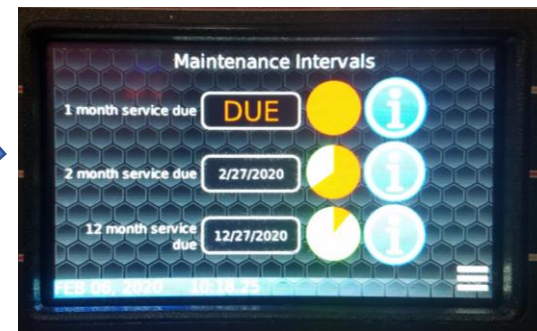 Maintenance Intervals
1 month service due DUE
2 month service due 2/27/2020
12 month service due 12/27/2020
FEB 06, 2020 10:18.25